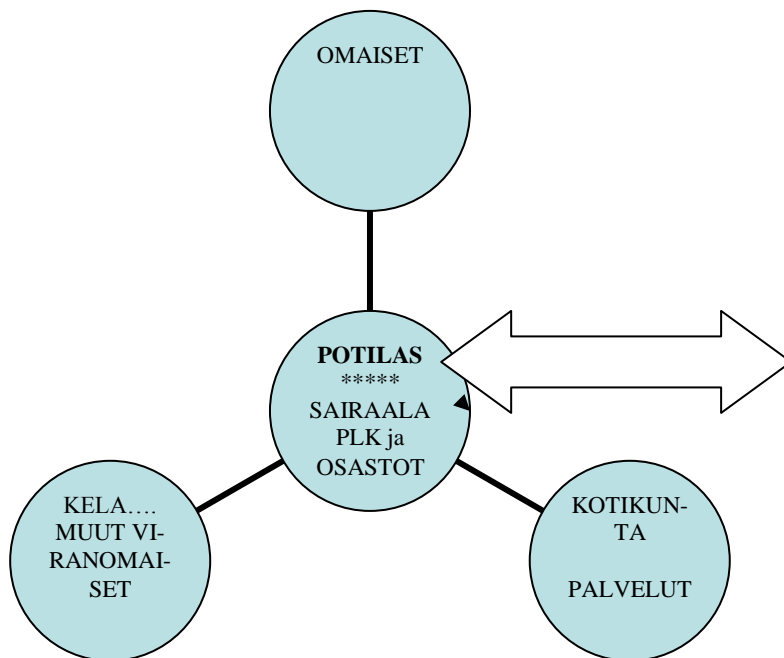 OMAISET
POTILAS
*****
SAIRAALA
PLK ja
OSASTOT
KELA….
MUUT VI-
RANOMAI-
SET
KOTIKUN-
TA
PALVELUT